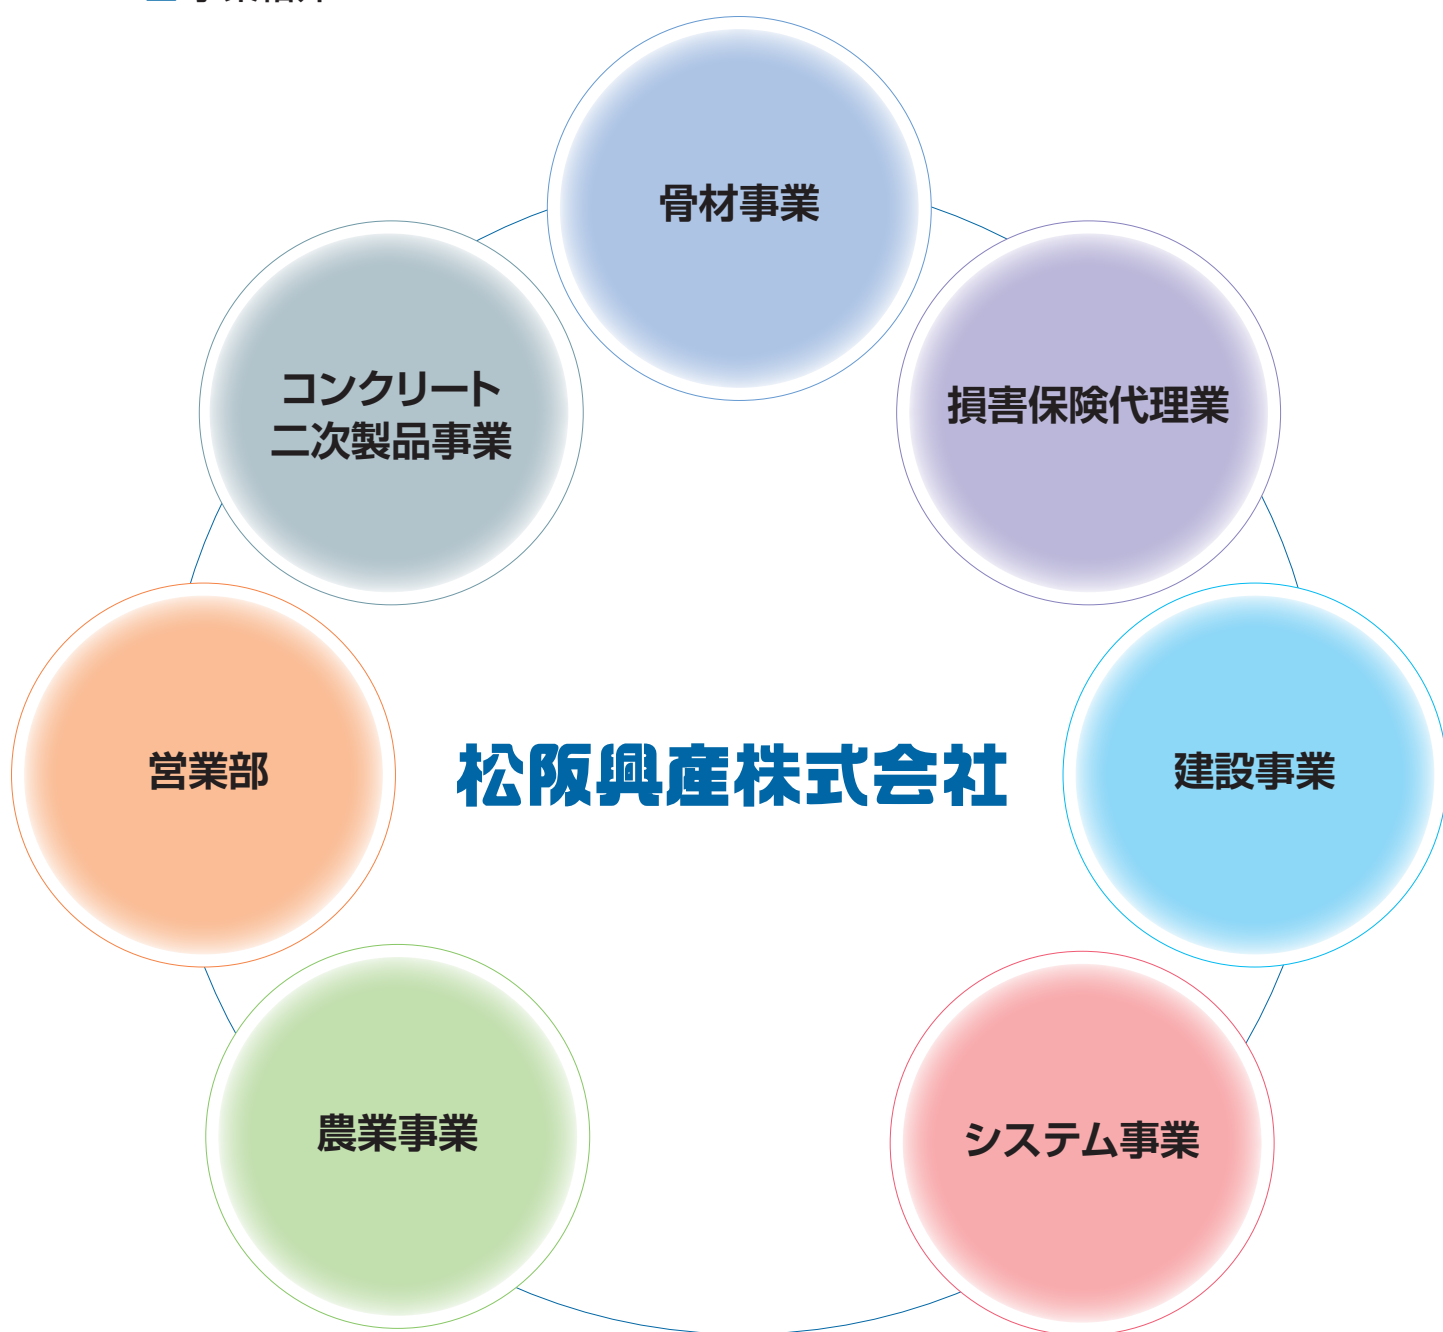 骨材事業
コンクリート
二次製品事業
損害保険代理業
営業部
松阪興産株式会社
建設事業
農業事業
システム事業